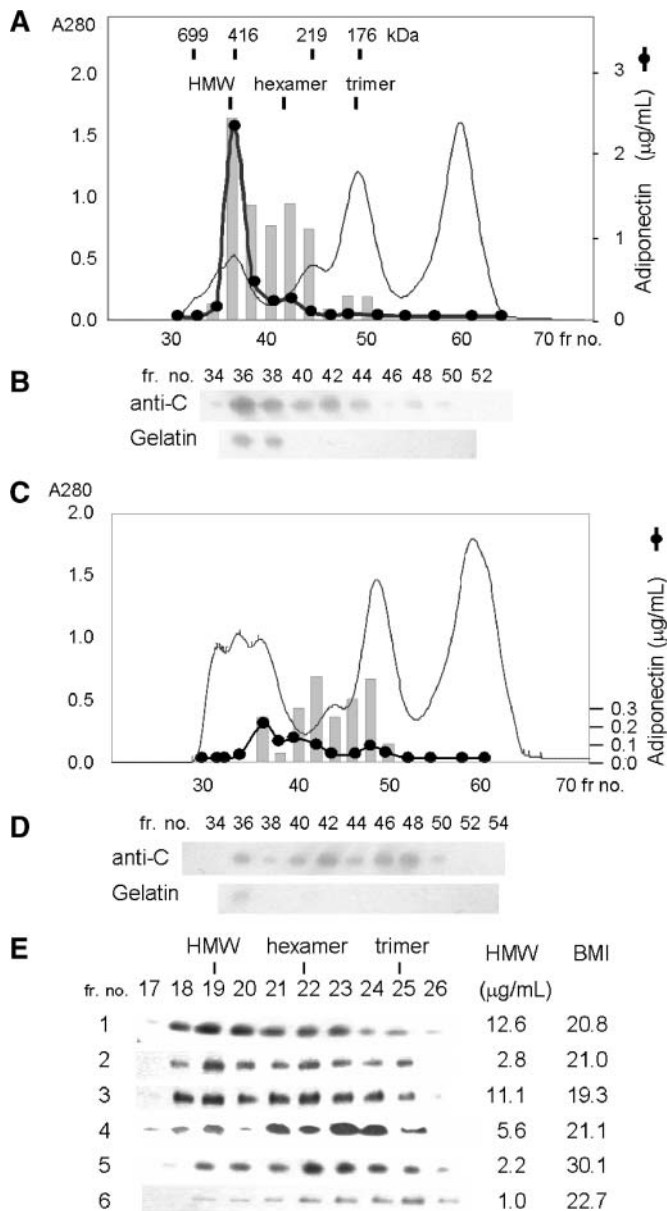 A
A280
699 416 219 176 kDa
HMW hexamer trimer
2.0
1.5
1.0
0.5
0.0
3
2
1
0
Adiponectin (µg/mL)
30 40 50 60 70 fr no.
B
fr. no. 34 36 38 40 42 44 46 48 50 52
anti-C
Gelatin
C
A280
2.0
1.5
1.0
0.5
0.0
0.3
0.2
0.1
0.0
Adiponectin (µg/mL)
30 40 50 60 70 fr no.
D
fr. no. 34 36 38 40 42 44 46 48 50 52 54
anti-C
Gelatin
E
HMW hexamer trimer HMW BMI
fr. no. 17 18 19 20 21 22 23 24 25 26 (µg/mL)
1 12.6 20.8
2 2.8 21.0
3 11.1 19.3
4 5.6 21.1
5 2.2 30.1
6 1.0 22.7